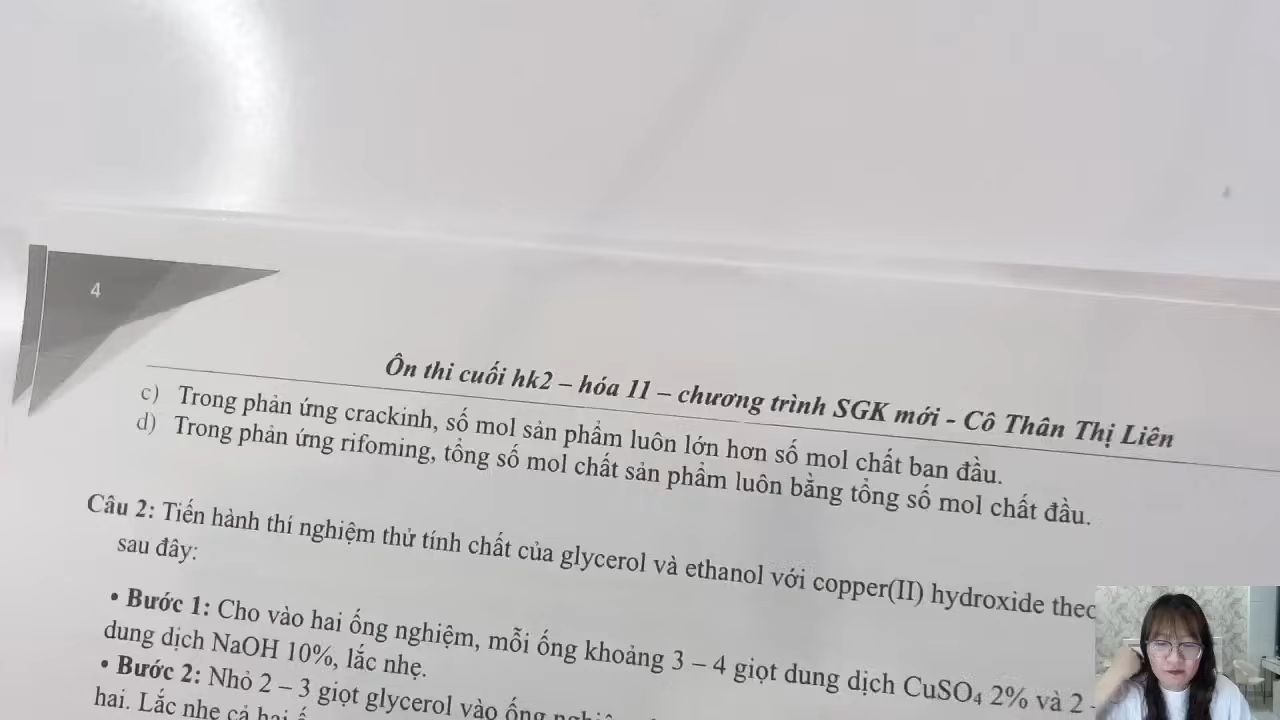 4
Ôn thi cuối hk2 – hóa 11 – chương trình SGK mới - Cô Thân Thị Liên
c) Trong phản ứng crackinh, số mol sản phẩm luôn lớn hơn số mol chất ban đầu.
d) Trong phản ứng rifoming, tổng số mol chất sản phẩm luôn bằng tổng số mol chất đầu.
Câu 2: Tiến hành thí nghiệm thử tính chất của glycerol và ethanol với copper(II) hydroxide
sau đây:
• Bước 1: Cho vào hai ống nghiệm, mỗi ống khoảng 3 – 4 giọt dung dịch CuSO₄ 2% và 2
dung dịch NaOH 10%, lắc nhẹ.
• Bước 2: Nhỏ 2 – 3 giọt glycerol vào ống
hai. Lắc nhẹ cả hai